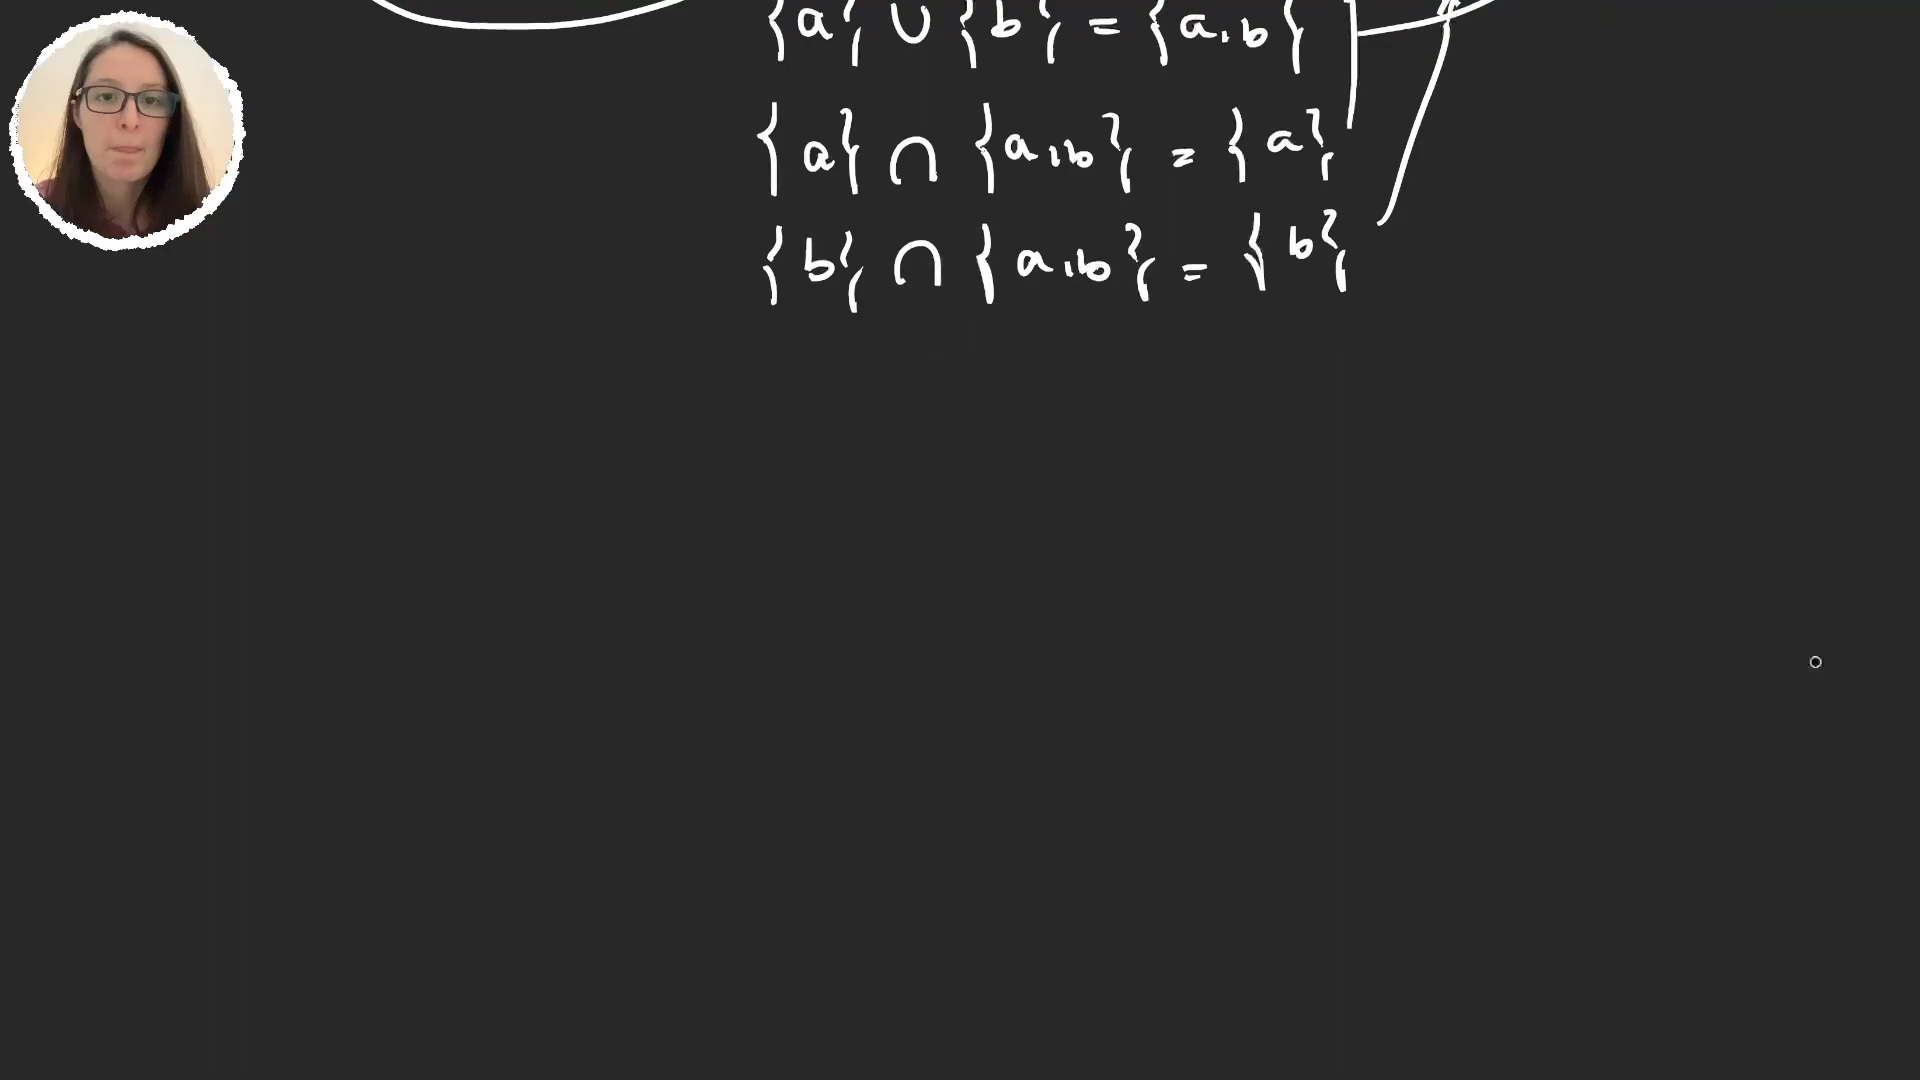 {a} ∪ {b} = {a,b}
{a} ∩ {a,b} = {a}
{b} ∩ {a,b} = {b}